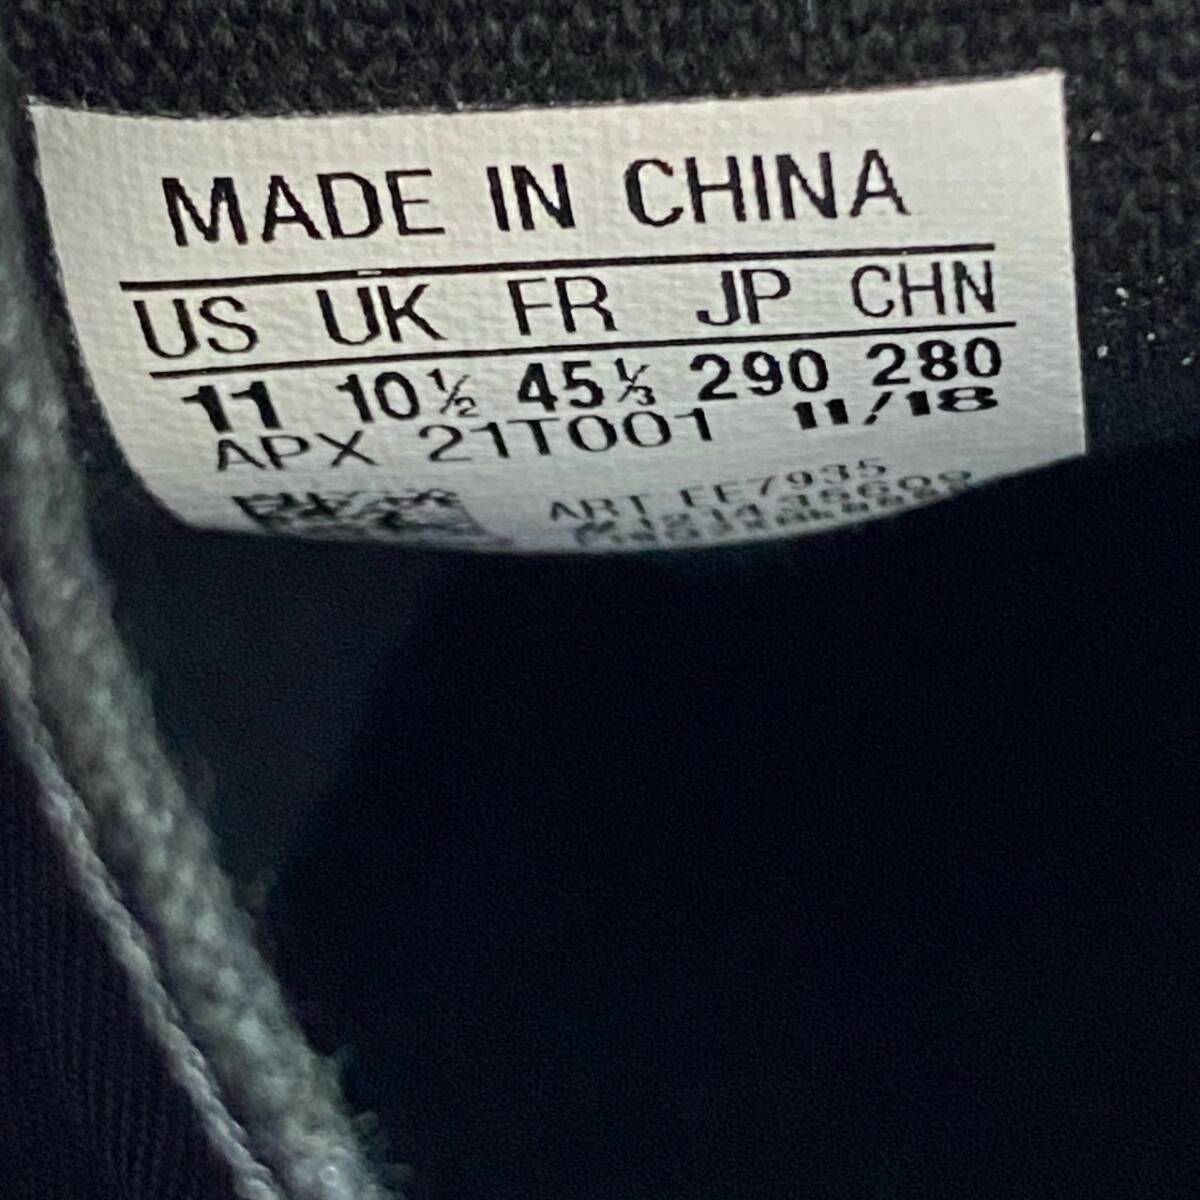 MADE IN CHINA
US UK FR JP CHN
11 10½ 45⅓ 290 280
APX 21T001 11/18
ART